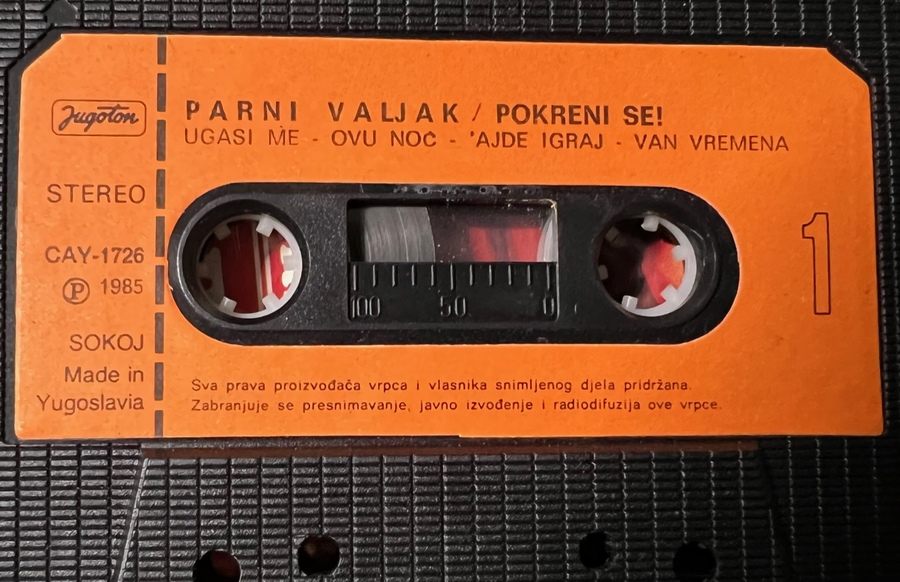 Jugoton
STEREO
CAY-1726
Ⓟ 1985
SOKOJ
Made in
Yugoslavia
PARNI VALJAK / POKRENI SE!
UGASI ME - OVU NOĆ - 'AJDE IGRAJ - VAN VREMENA
100 50 0
1
Sva prava proizvođača vrpca i vlasnika snimljenog djela pridržana.
Zabranjuje se presnimavanje, javno izvođenje i radiodifuzija ove vrpce.